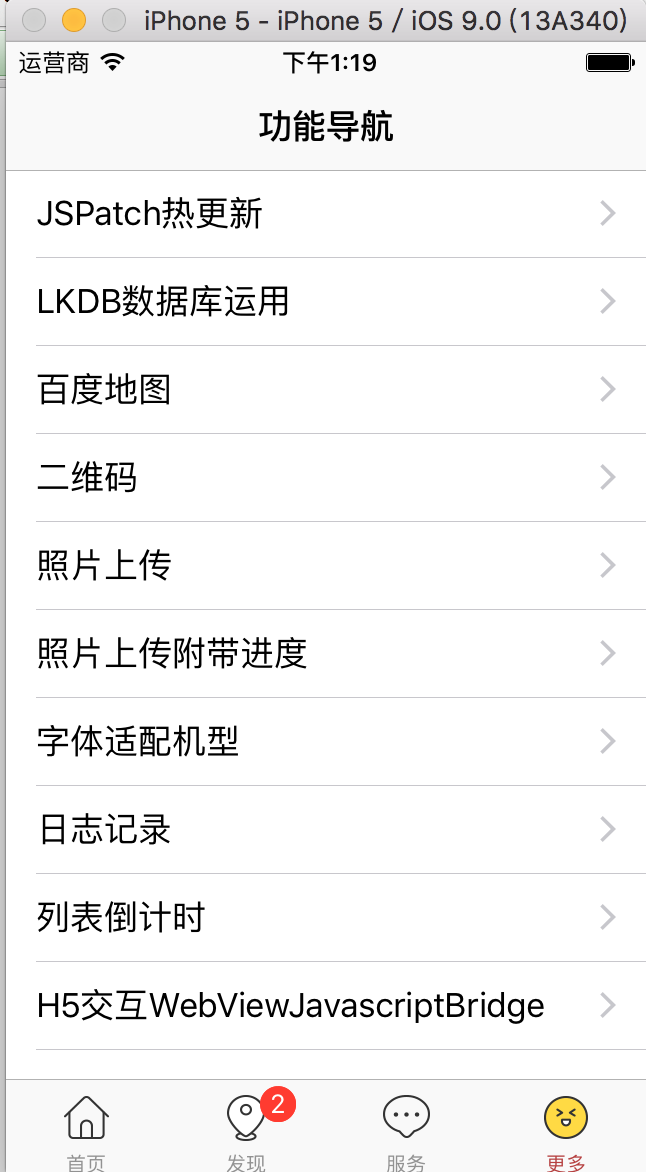 iPhone 5 - iPhone 5 / iOS 9.0 (13A340)
运营商 下午1:19
功能导航
JSPatch热更新
LKDB数据库运用
百度地图
二维码
照片上传
照片上传附带进度
字体适配机型
日志记录
列表倒计时
H5交互WebViewJavascriptBridge
2
首页 发现 服务 更多